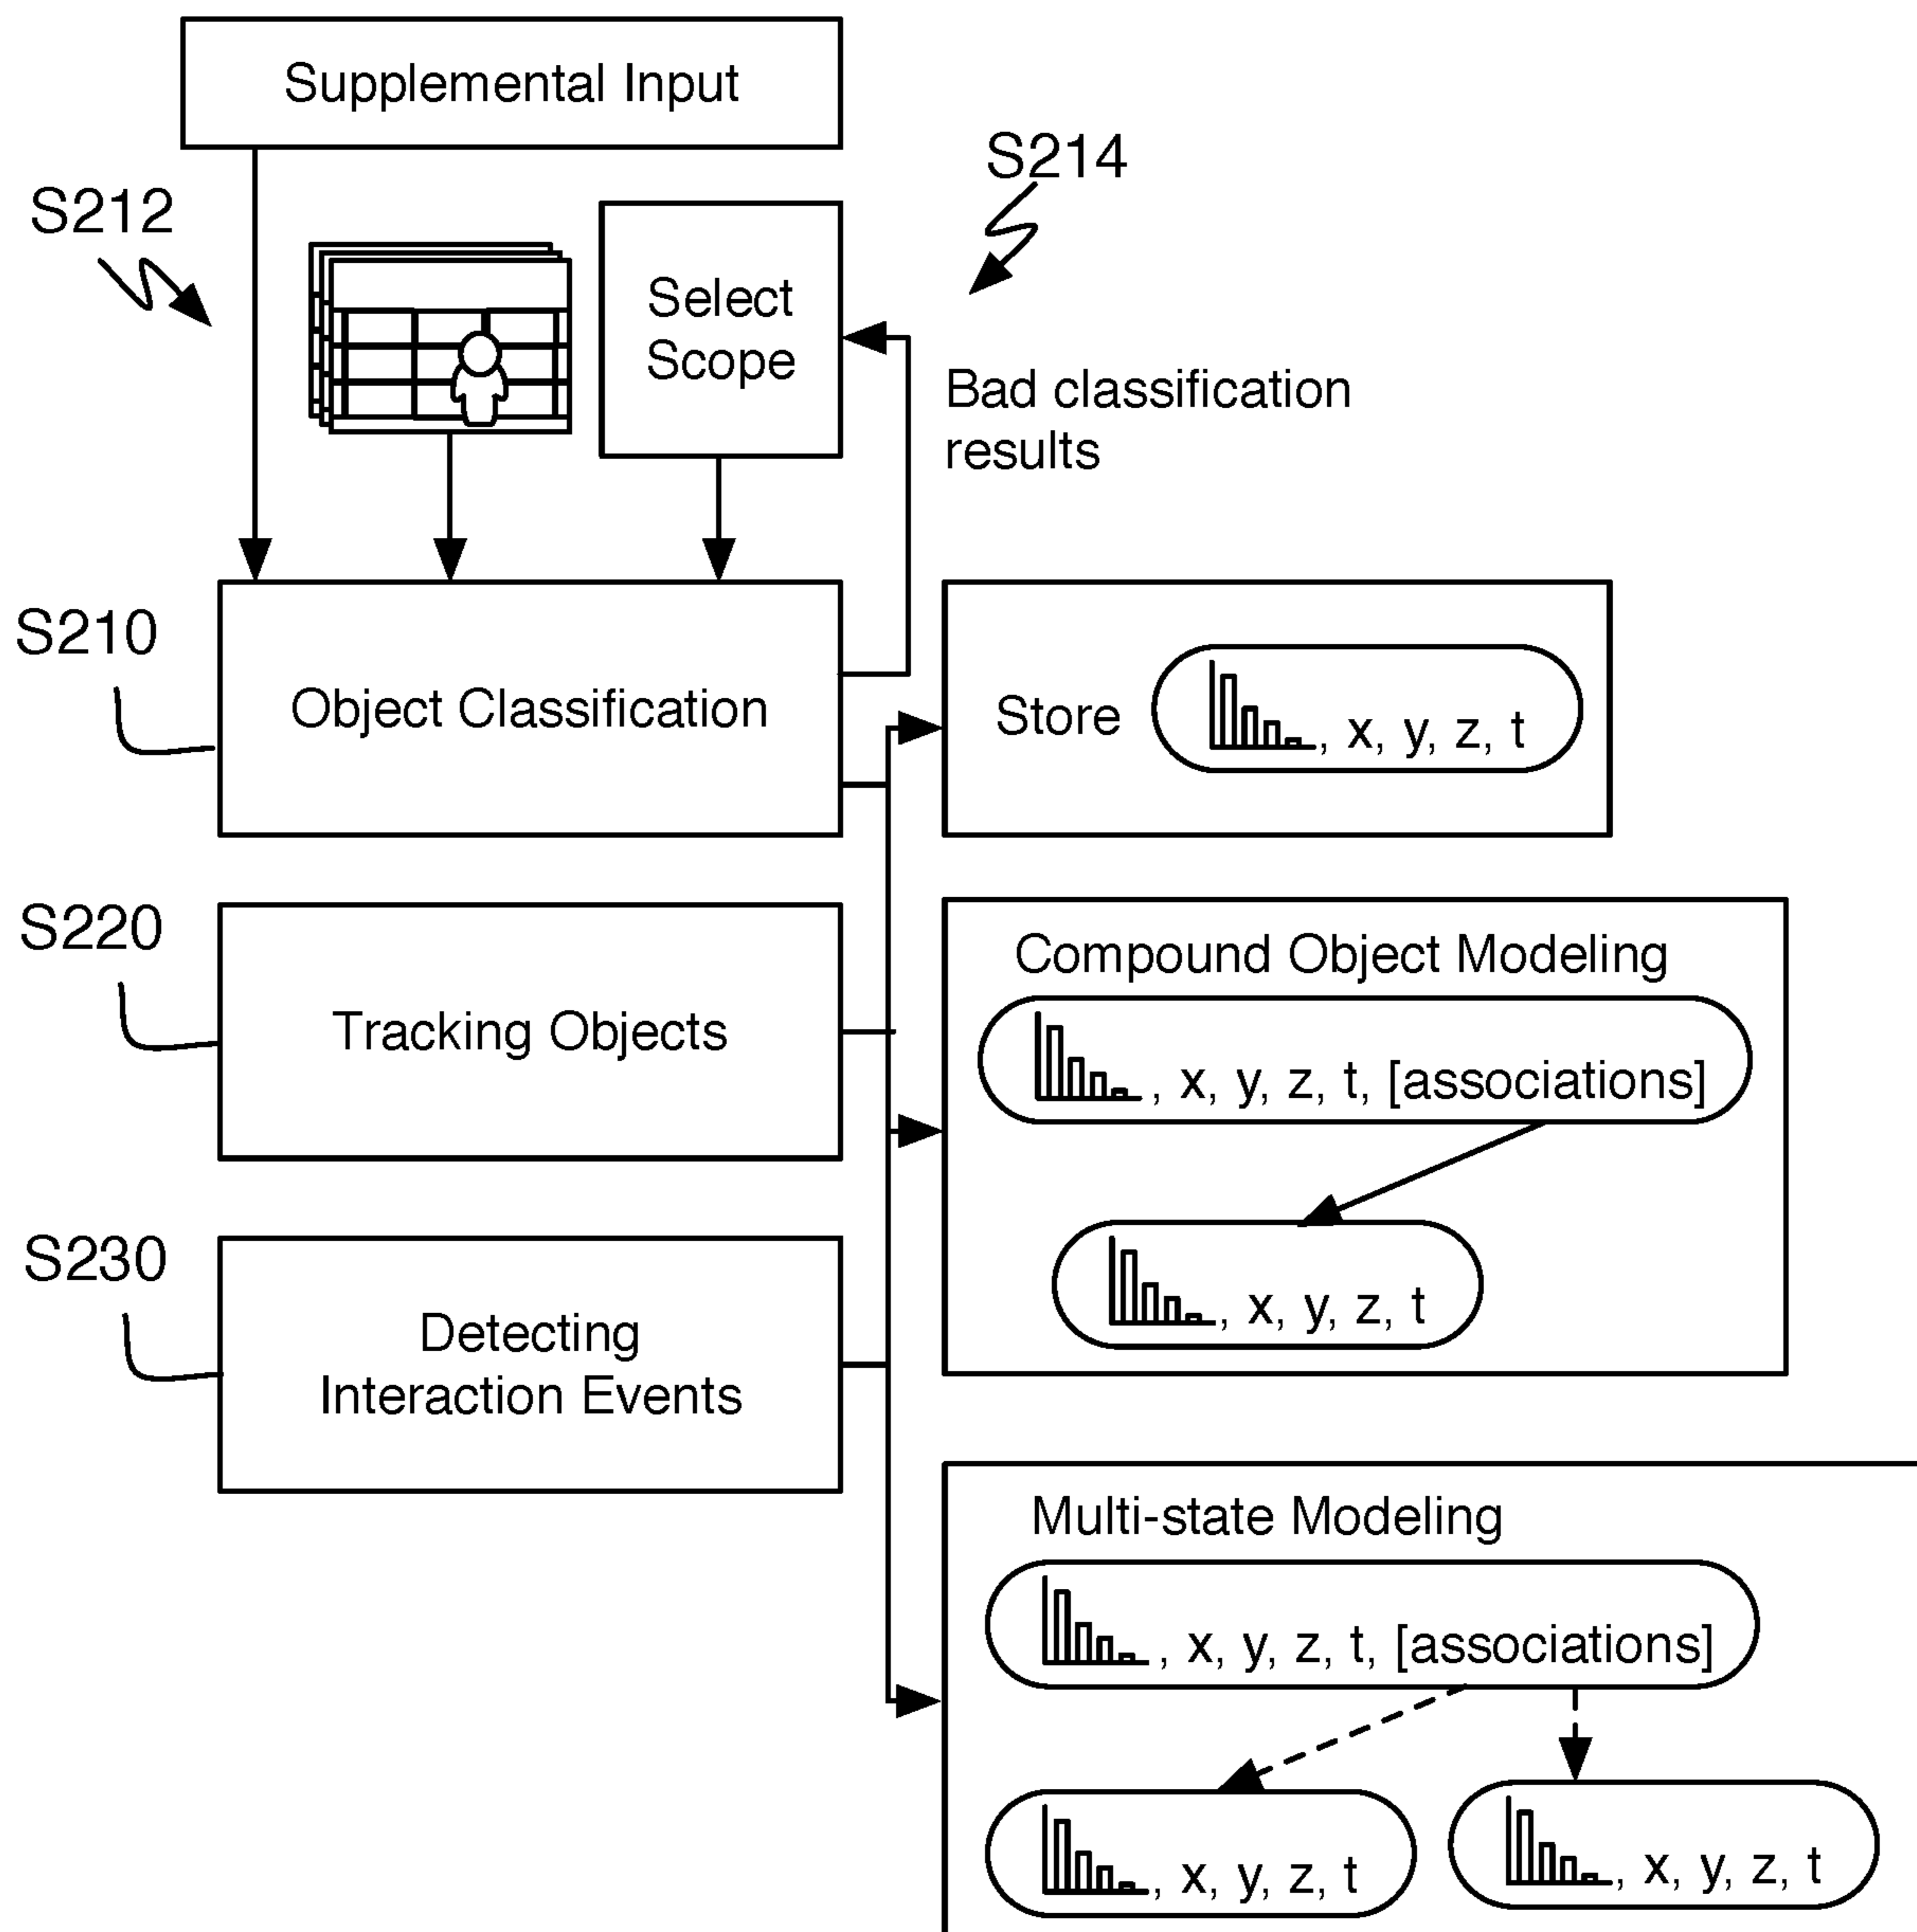 Supplemental Input
S214
S212
Select
Scope
Bad classification
results
S210
Object Classification
Store
, x, y, z, t
S220
Tracking Objects
Compound Object Modeling
, x, y, z, t, [associations]
, x, y, z, t
S230
Detecting
Interaction Events
Multi-state Modeling
, x, y, z, t, [associations]
, x, y, z, t
, x, y, z, t